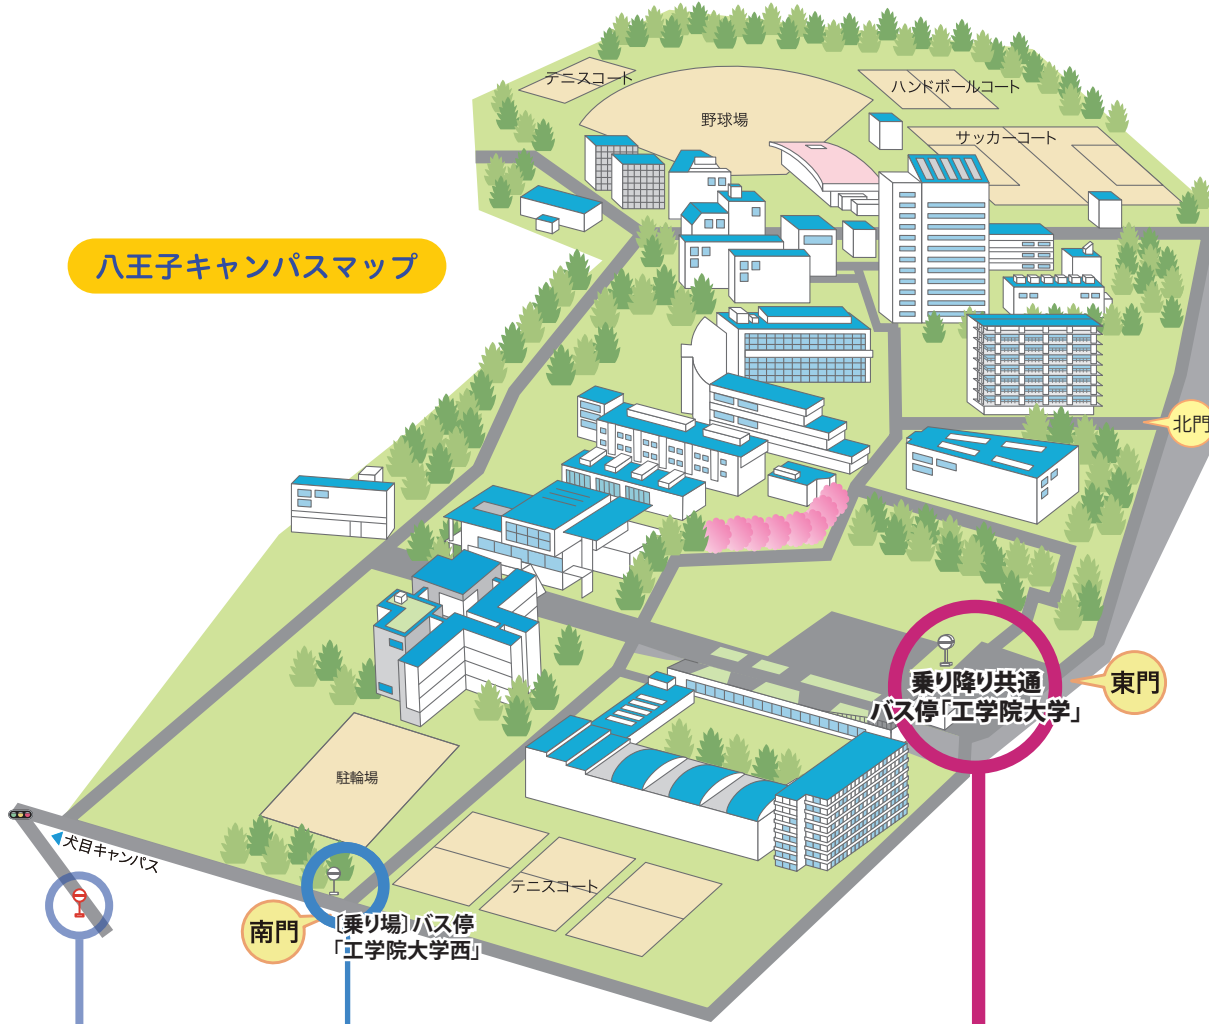 テニスコート
ハンドボールコート
野球場
サッカーコート
八王子キャンパスマップ
北門
乗り降り共通
バス停「工学院大学」
東門
駐輪場
犬目キャンパス
テニスコート
南門
〔乗り場〕バス停
「工学院大学西」